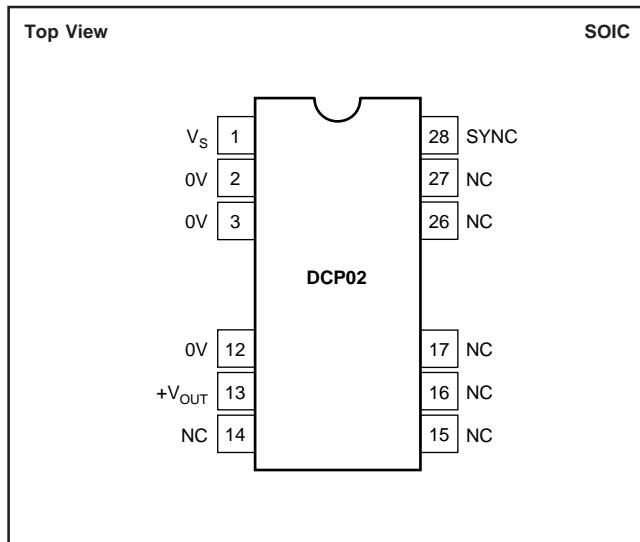 Top View SOIC
V_S 1 28 SYNC
0V 2 27 NC
0V 3 26 NC
DCP02
0V 12 17 NC
+V_OUT 13 16 NC
NC 14 15 NC